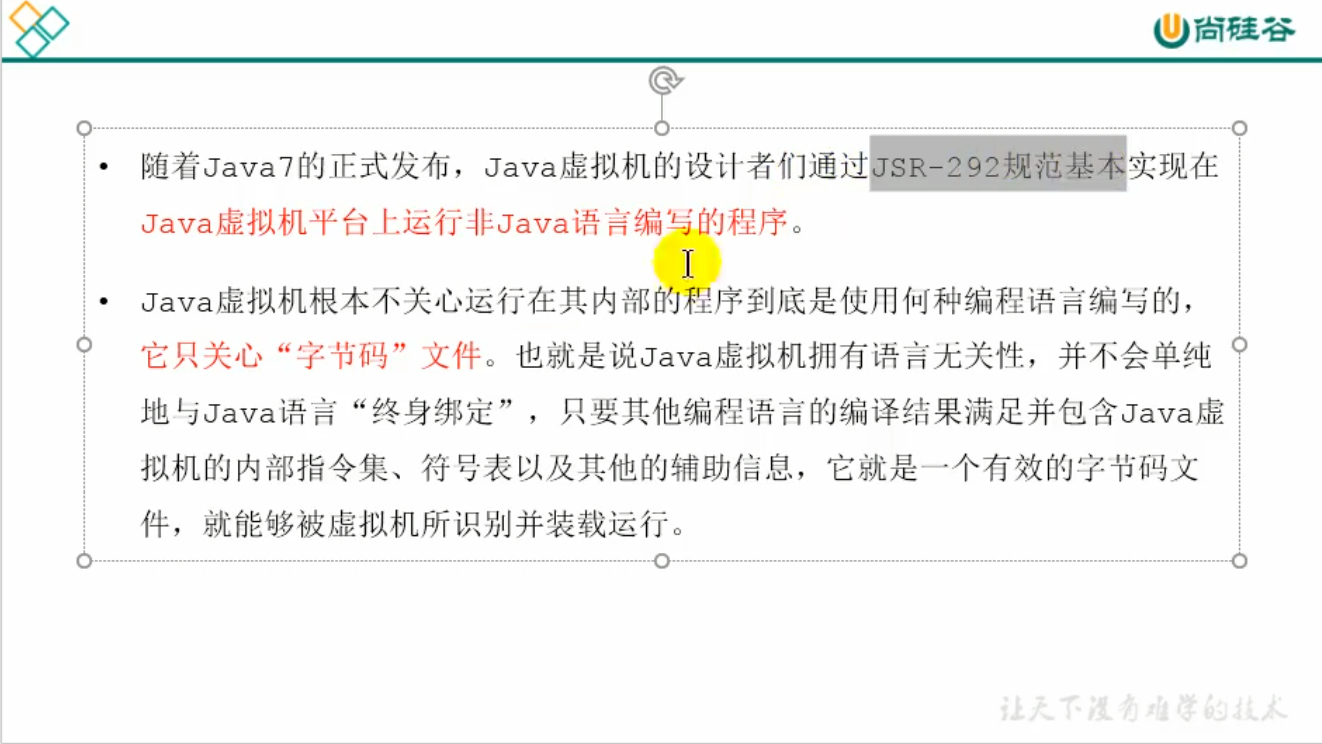 尚硅谷
• 随着Java7的正式发布，Java虚拟机的设计者们通过JSR-292规范基本实现在
Java虚拟机平台上运行非Java语言编写的程序。
• Java虚拟机根本不关心运行在其内部的程序到底是使用何种编程语言编写的，
它只关心“字节码”文件。也就是说Java虚拟机拥有语言无关性，并不会单纯
地与Java语言“终身绑定”，只要其他编程语言的编译结果满足并包含Java虚
拟机的内部指令集、符号表以及其他的辅助信息，它就是一个有效的字节码文
件，就能够被虚拟机所识别并装载运行。
让天下没有难学的技术